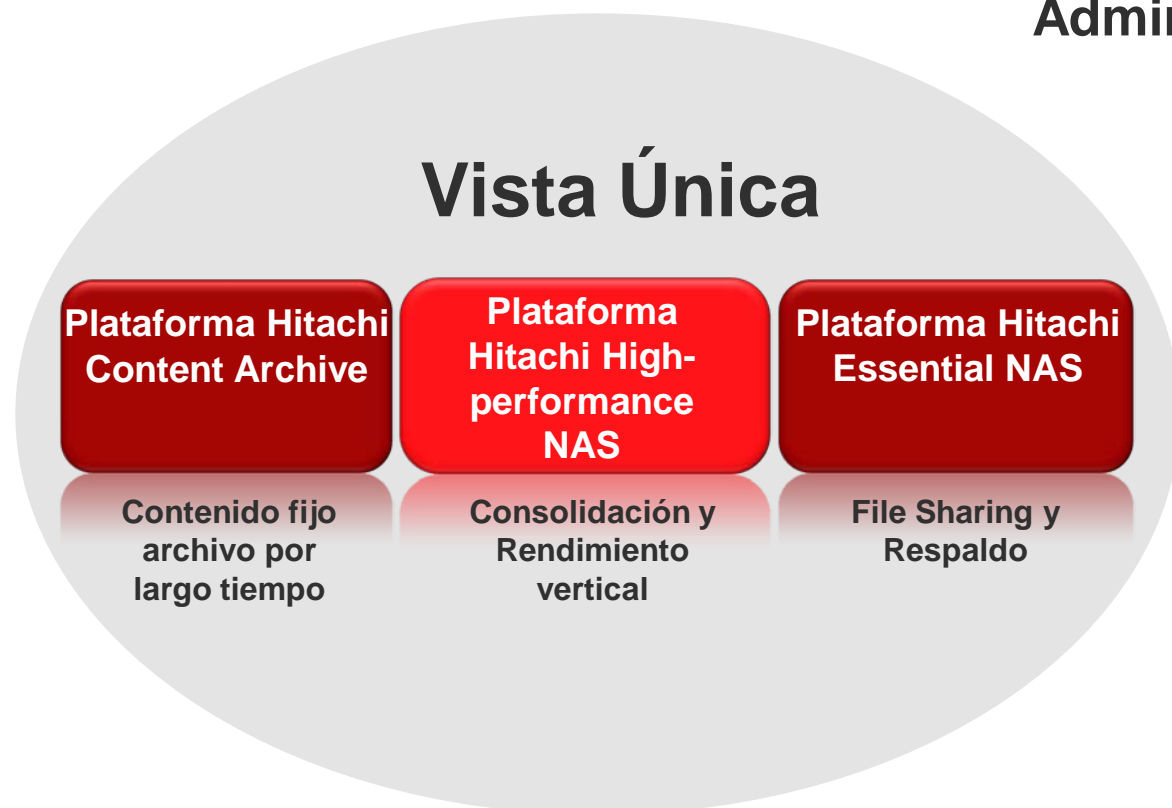 Vista Única
Plataforma Hitachi
Content Archive
Plataforma
Hitachi High-
performance
NAS
Plataforma Hitachi
Essential NAS
Contenido fijo
archivo por
largo tiempo
Consolidación y
Rendimiento
vertical
File Sharing y
Respaldo